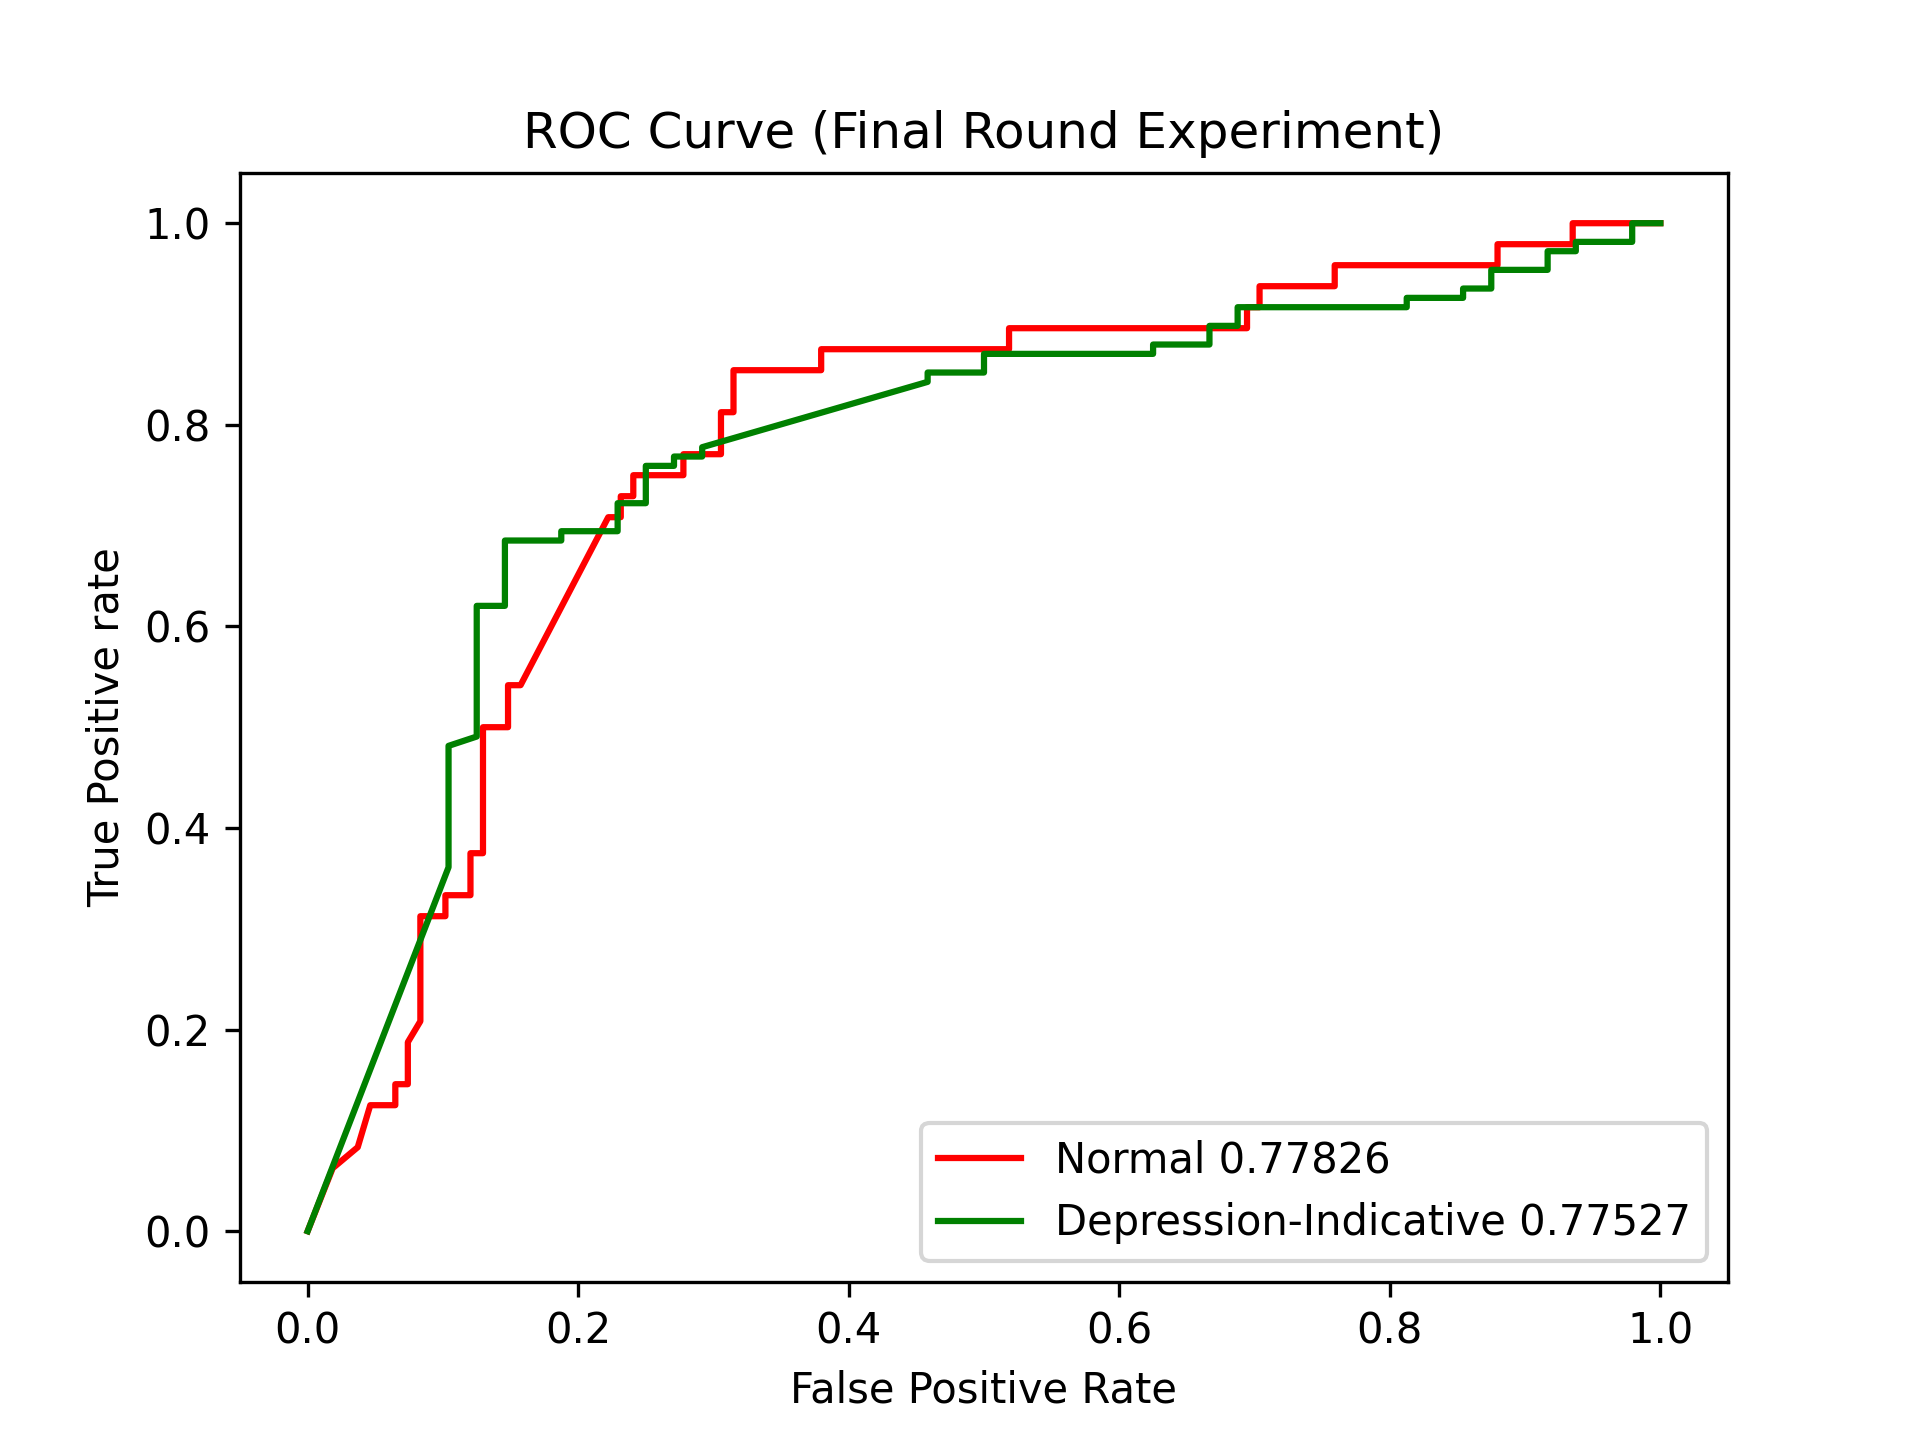 ROC Curve (Final Round Experiment)
True Positive rate
1.0
0.8
0.6
0.4
0.2
0.0
Normal 0.77826
Depression-Indicative 0.77527
0.0 0.2 0.4 0.6 0.8 1.0
False Positive Rate